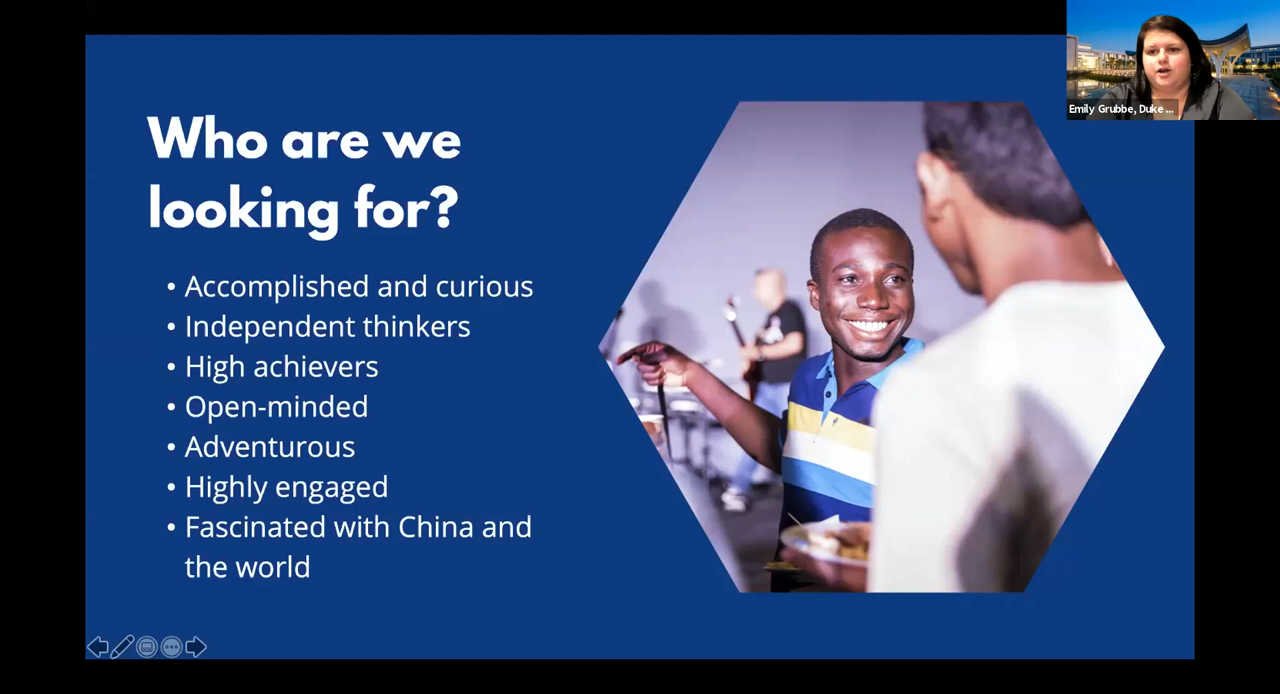 Who are we
looking for?
• Accomplished and curious
• Independent thinkers
• High achievers
• Open-minded
• Adventurous
• Highly engaged
• Fascinated with China and
the world
Emily Grubbe, Duke ...